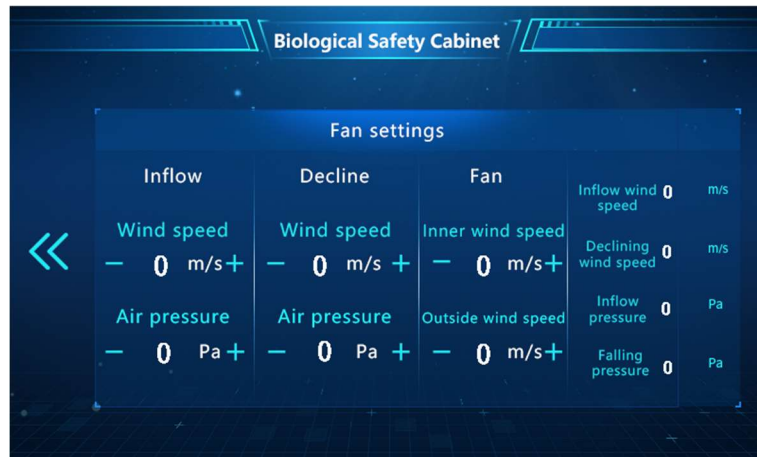 Biological Safety Cabinet
Fan settings
Inflow
Wind speed
− 0 m/s +
Air pressure
− 0 Pa +
Decline
Wind speed
− 0 m/s +
Air pressure
− 0 Pa +
Fan
Inner wind speed
− 0 m/s +
Outside wind speed
− 0 m/s +
Inflow wind speed 0 m/s
Declining wind speed 0 m/s
Inflow pressure 0 Pa
Falling pressure 0 Pa